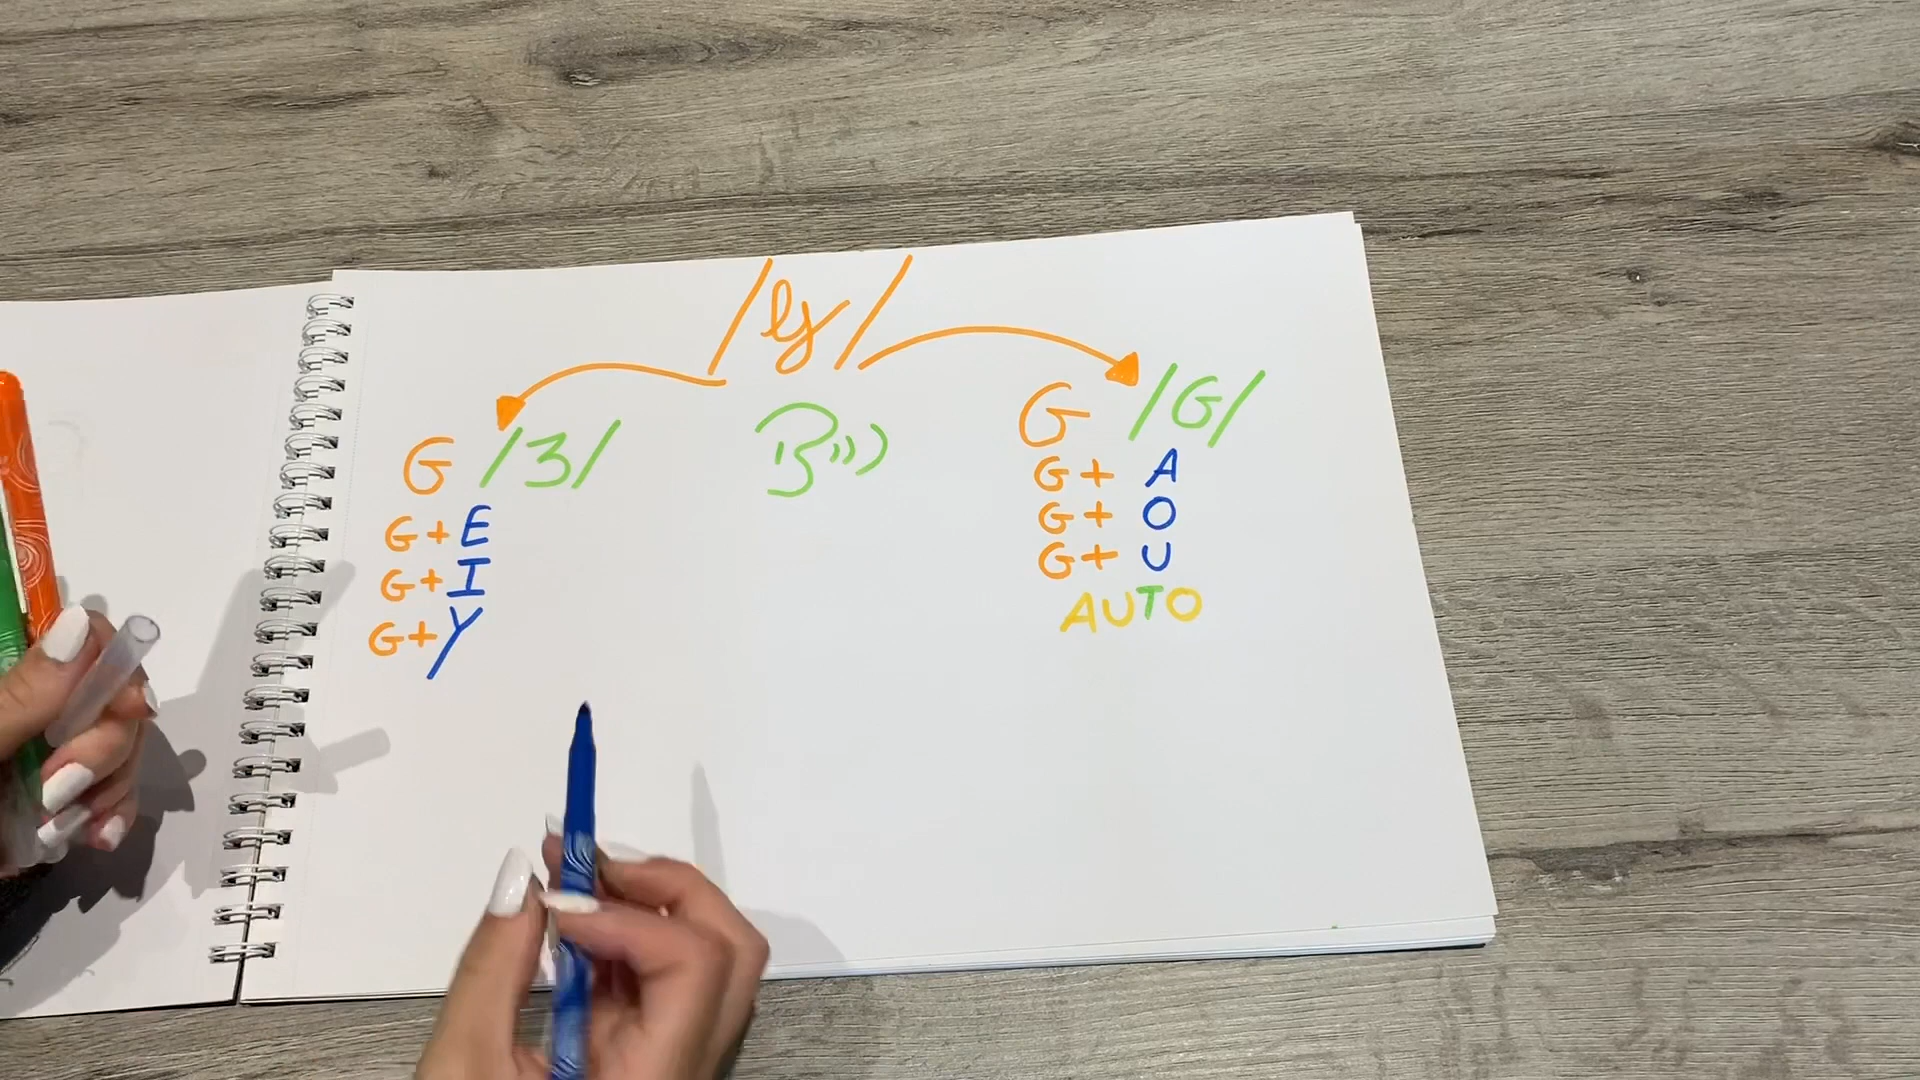 /g/
G /ʒ/
G+E
G+I
G+Y
G /G/
G+ A
G+ O
G+ U
AUTO